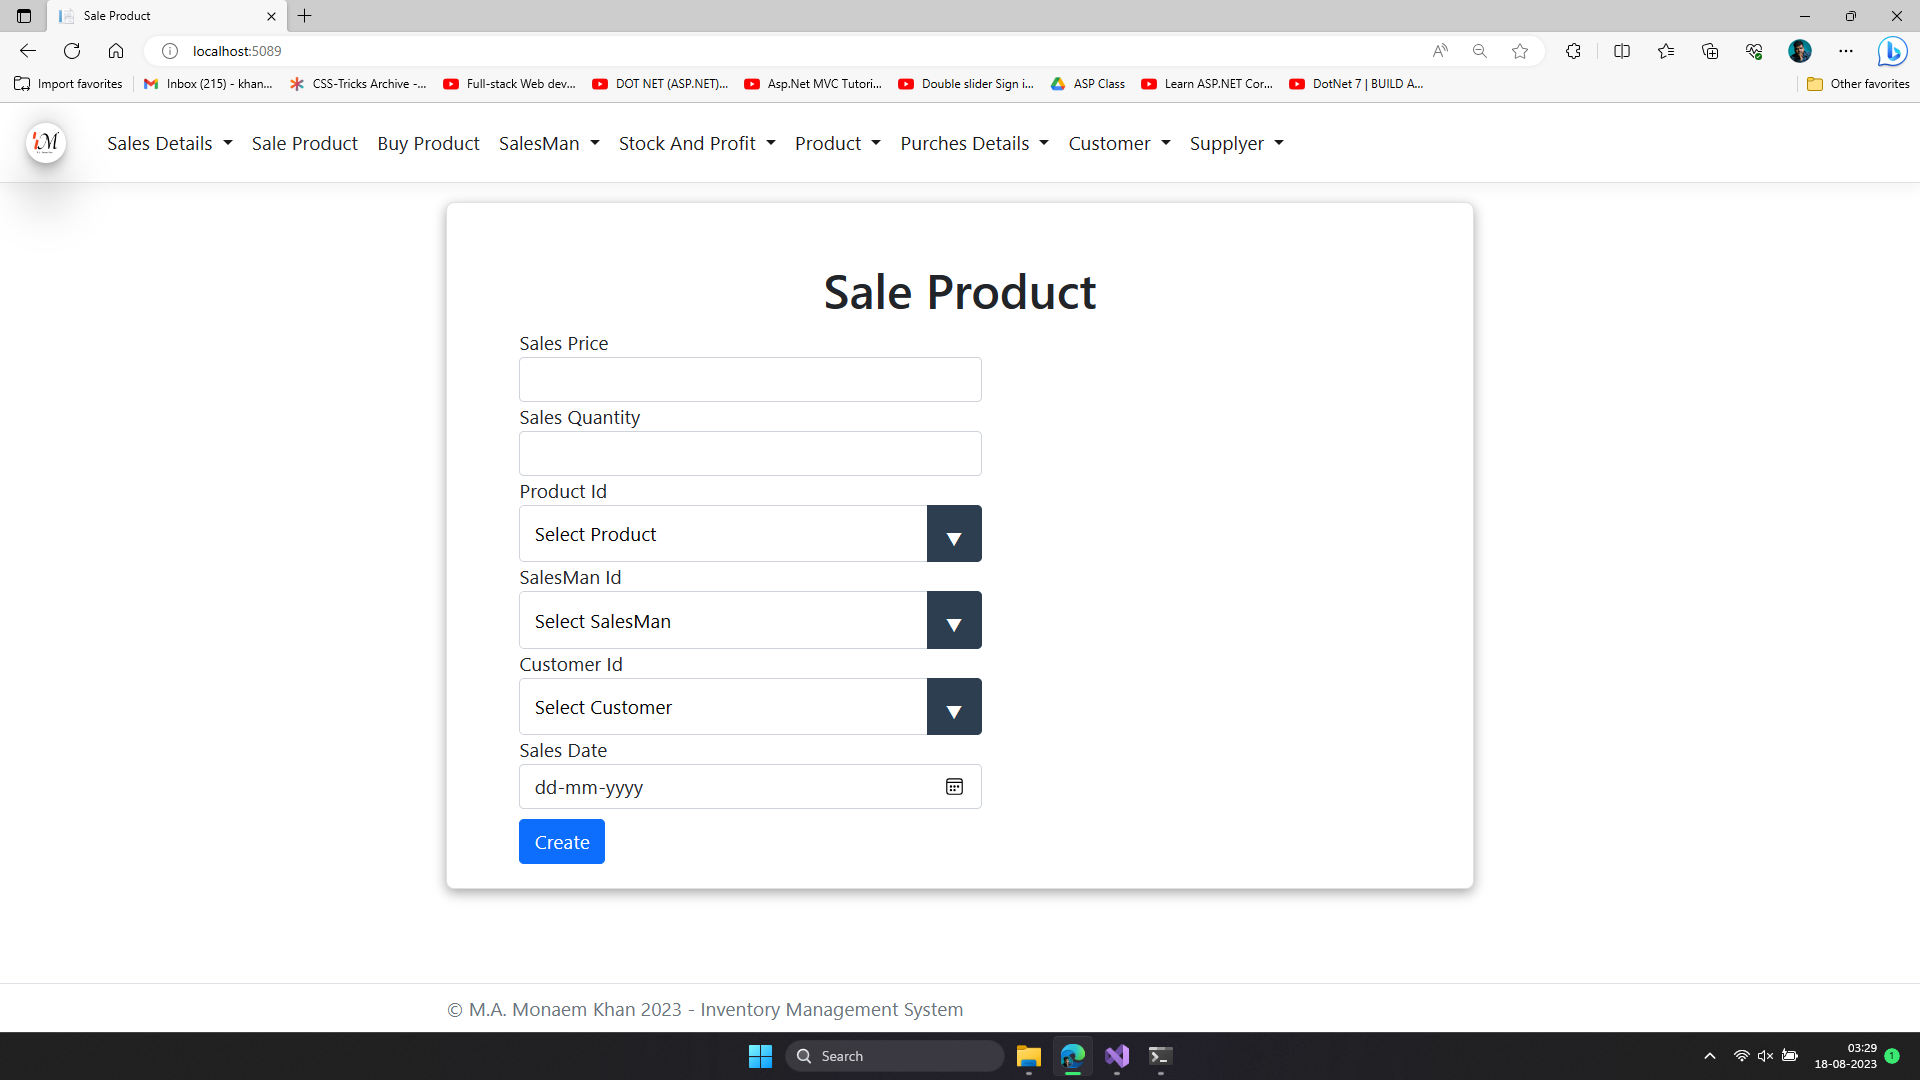 Sale Product
localhost:5089
Import favorites
Inbox (215) - khan...
CSS-Tricks Archive -...
Full-stack Web dev...
DOT NET (ASP.NET)...
Asp.Net MVC Tutori...
Double slider Sign i...
ASP Class
Learn ASP.NET Cor...
DotNet 7 | BUILD A...
Other favorites
Sales Details
Sale Product
Buy Product
SalesMan
Stock And Profit
Product
Purches Details
Customer
Supplyer
Sale Product
Sales Price
Sales Quantity
Product Id
Select Product
SalesMan Id
Select SalesMan
Customer Id
Select Customer
Sales Date
dd-mm-yyyy
Create
© M.A. Monaem Khan 2023 - Inventory Management System
Search
03:29
18-08-2023
1